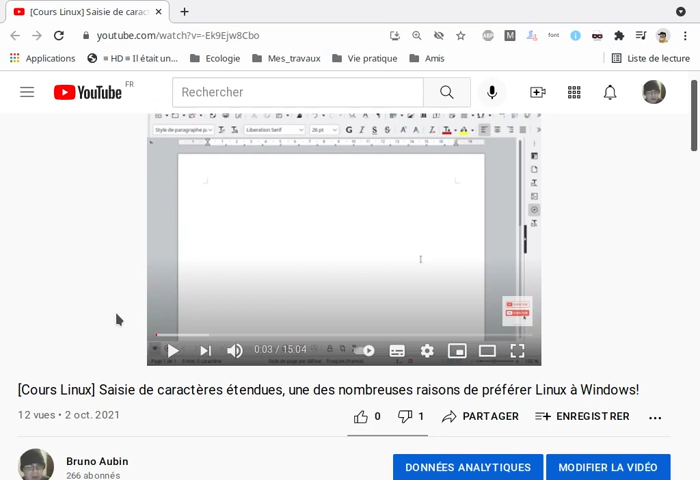 [Cours Linux] Saisie de caract
youtube.com/watch?v=-Ek9Ejw8Cbo
Applications
= HD = Il était un...
Ecologie
Mes_travaux
Vie pratique
Amis
Liste de lecture
YouTube FR
Rechercher
Liberation Serif
26 pt
0:03 / 15:04
[Cours Linux] Saisie de caractères étendues, une des nombreuses raisons de préférer Linux à Windows!
12 vues • 2 oct. 2021
0
1
PARTAGER
ENREGISTRER
Bruno Aubin
266 abonnés
DONNÉES ANALYTIQUES
MODIFIER LA VIDÉO